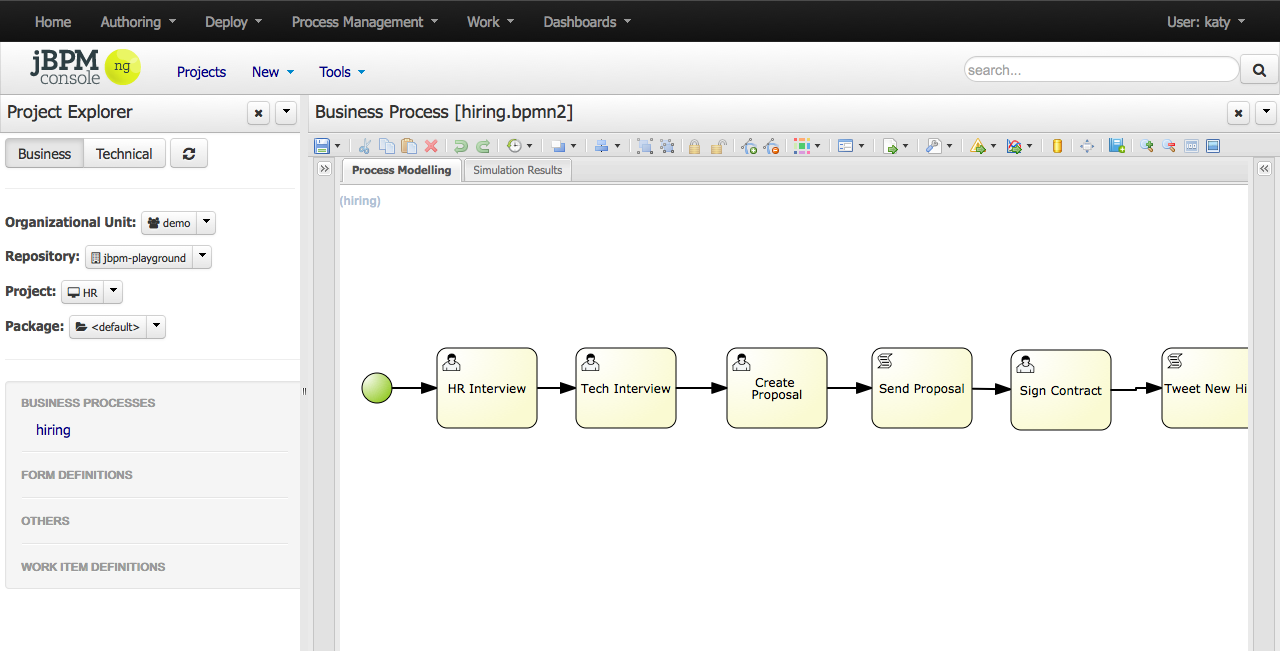 Home Authoring Deploy Process Management Work Dashboards User: katy
jBPM console ng
Projects New Tools search...
Project Explorer
Business Technical
Organizational Unit: demo
Repository: jbpm-playground
Project: HR
Package: <default>
BUSINESS PROCESSES
hiring
FORM DEFINITIONS
OTHERS
WORK ITEM DEFINITIONS
Business Process [hiring.bpmn2]
Process Modelling Simulation Results
(hiring)
HR Interview
Tech Interview
Create
Proposal
Send Proposal
Sign Contract
Tweet New Hi